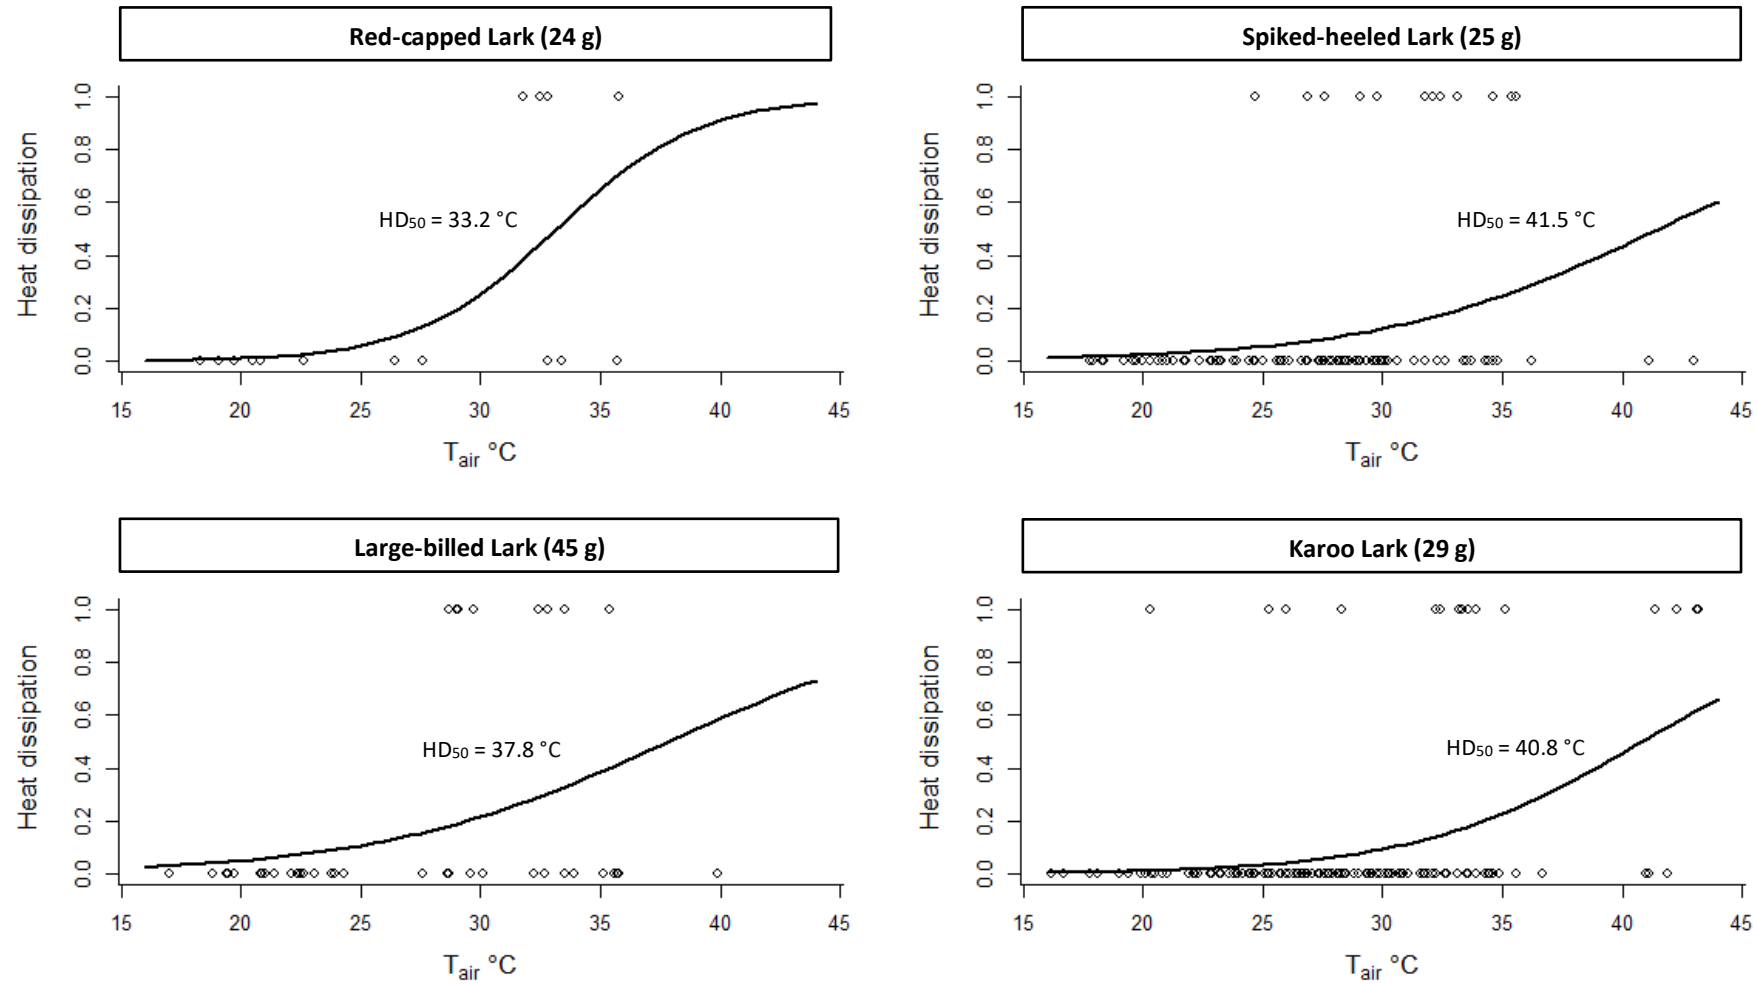 Red-capped Lark (24 g)
Heat dissipation
1.0
0.8
0.6
0.4
0.2
0.0
HD₅₀ = 33.2 °C
15 20 25 30 35 40 45
T_air °C
Spiked-heeled Lark (25 g)
Heat dissipation
1.0
0.8
0.6
0.4
0.2
0.0
HD₅₀ = 41.5 °C
15 20 25 30 35 40 45
T_air °C
Large-billed Lark (45 g)
Heat dissipation
1.0
0.8
0.6
0.4
0.2
0.0
HD₅₀ = 37.8 °C
15 20 25 30 35 40 45
T_air °C
Karoo Lark (29 g)
Heat dissipation
1.0
0.8
0.6
0.4
0.2
0.0
HD₅₀ = 40.8 °C
15 20 25 30 35 40 45
T_air °C